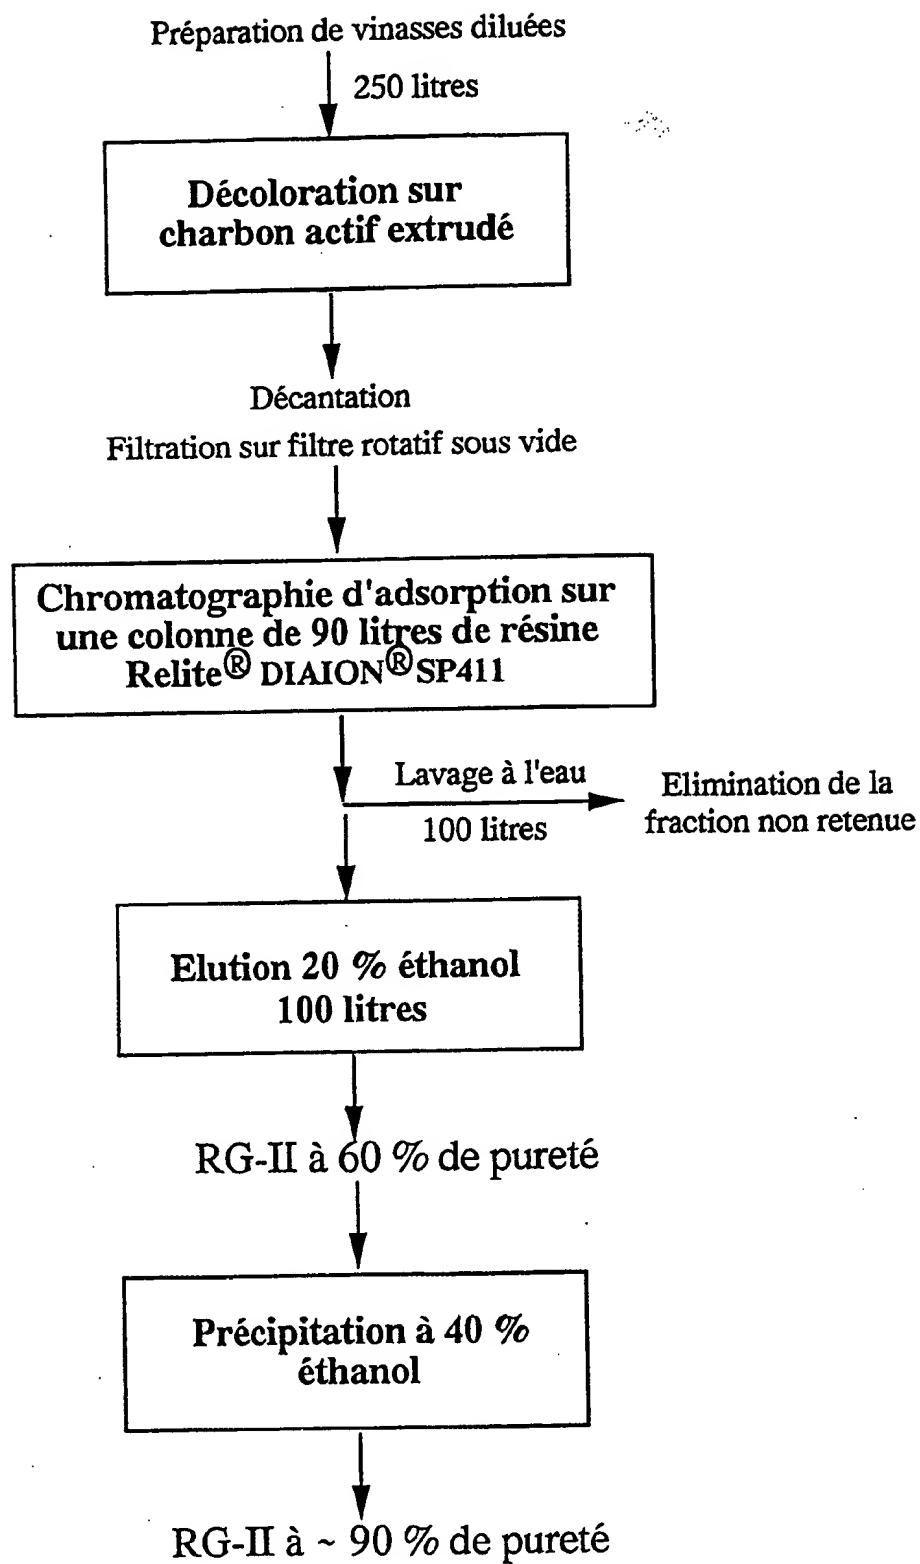 Préparation de vinasses diluées
250 litres
Décoloration sur
charbon actif extrudé
Décantation
Filtration sur filtre rotatif sous vide
Chromatographie d'adsorption sur
une colonne de 90 litres de résine
Relite® DIAION® SP411
Lavage à l'eau
100 litres
Elimination de la
fraction non retenue
Elution 20 % éthanol
100 litres
RG-II à 60 % de pureté
Précipitation à 40 %
éthanol
RG-II à ~ 90 % de pureté